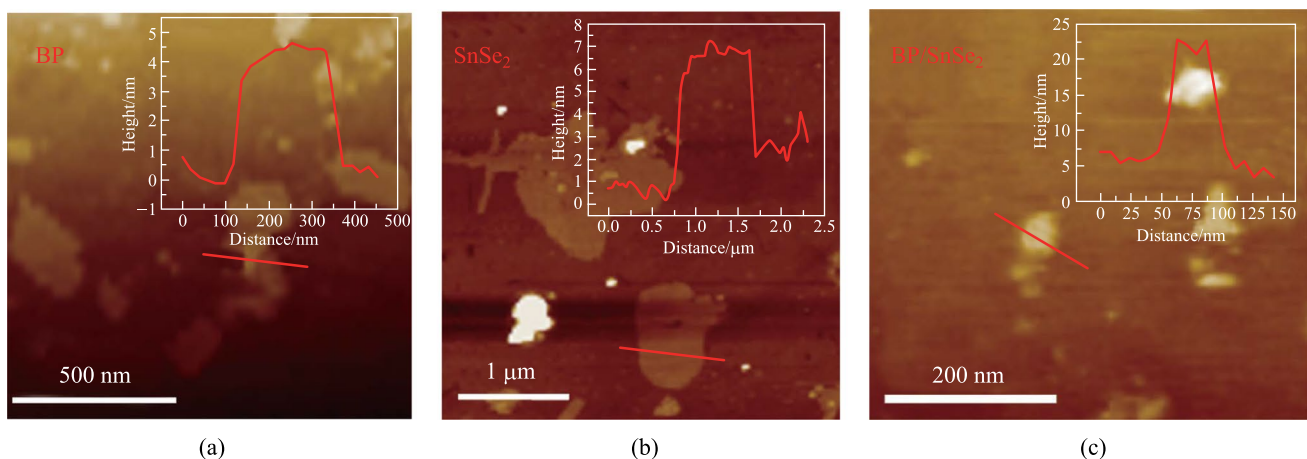 BP
Height/nm
5
4
3
2
1
0
−1
0 100 200 300 400 500
Distance/nm
500 nm
(a)
SnSe₂
Height/nm
8
7
6
5
4
3
2
1
0
0.0 0.5 1.0 1.5 2.0 2.5
Distance/μm
1 μm
(b)
BP/SnSe₂
Height/nm
25
20
15
10
5
0
0 25 50 75 100 125 150
Distance/nm
200 nm
(c)